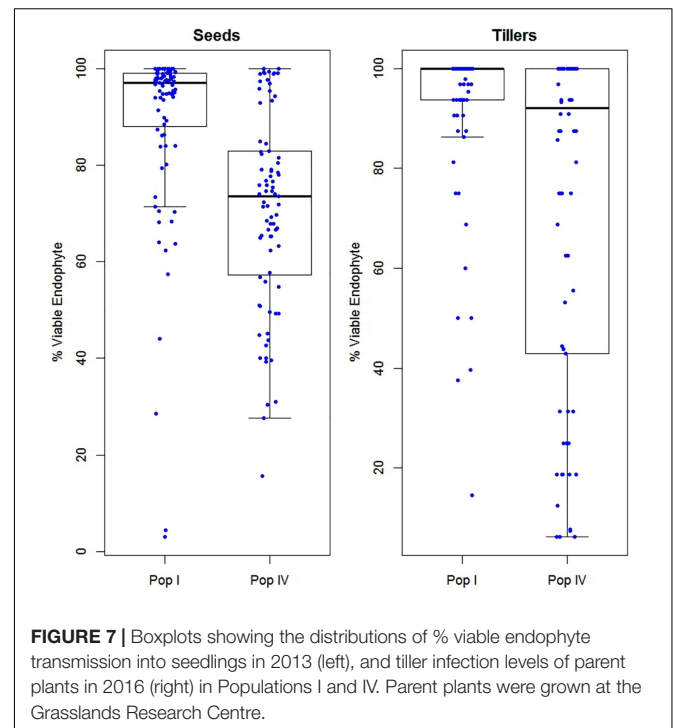 Seeds
Tillers
% Viable Endophyte
100
80
60
40
20
0
Pop I
Pop IV
% Viable Endophyte
100
80
60
40
20
Pop I
Pop IV
FIGURE 7 | Boxplots showing the distributions of % viable endophyte
transmission into seedlings in 2013 (left), and tiller infection levels of parent
plants in 2016 (right) in Populations I and IV. Parent plants were grown at the
Grasslands Research Centre.